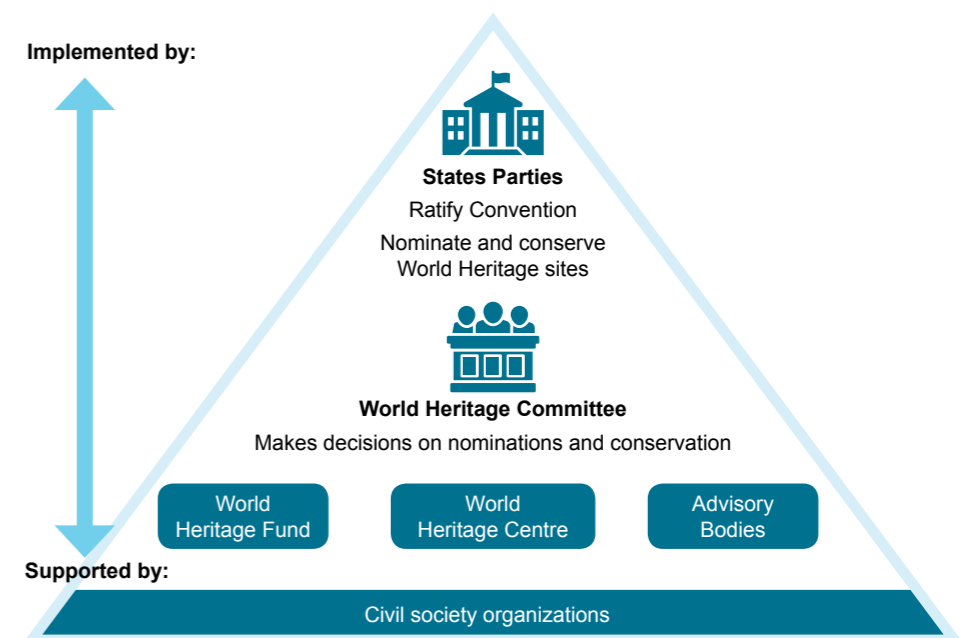 Implemented by:
States Parties
Ratify Convention
Nominate and conserve
World Heritage sites
World Heritage Committee
Makes decisions on nominations and conservation
World
Heritage Fund
World
Heritage Centre
Advisory
Bodies
Supported by:
Civil society organizations